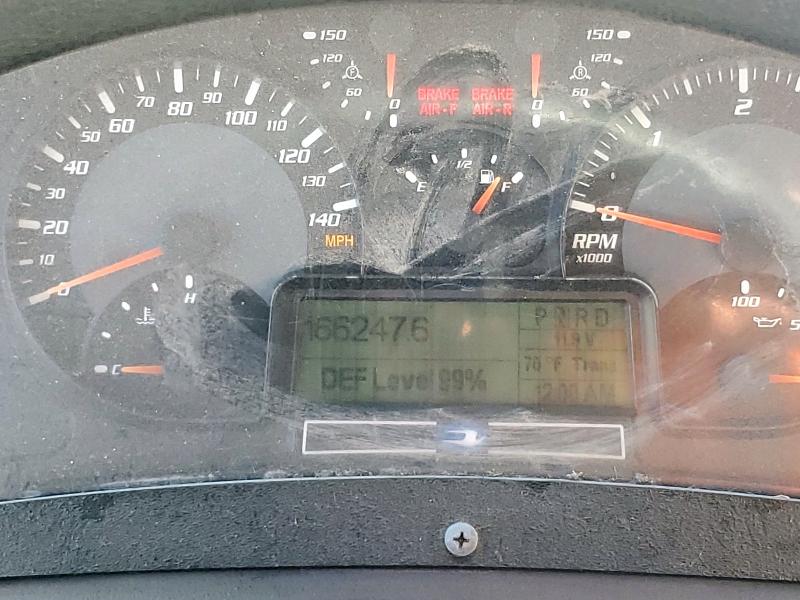 150
120
60
0
BRAKE BRAKE
AIR-F AIR-R
150
120
60
0
0
10
20
30
40
50
60
70
80
90
100
110
120
130
140
MPH
E
1/2
F
0
1
2
RPM
x1000
H
C
100
166247.6
DEF Level 99%
P N R D
11.9 V
70 °F Trans
12:00 AM